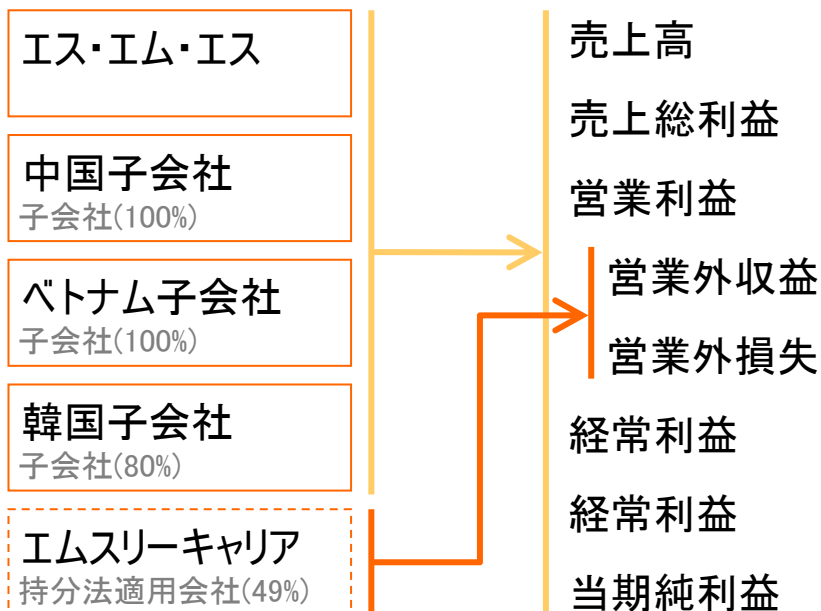 エス・エム・エス
中国子会社
子会社(100%)
ベトナム子会社
子会社(100%)
韓国子会社
子会社(80%)
エムスリーキャリア
持分法適用会社(49%)
売上高
売上総利益
営業利益
営業外収益
営業外損失
経常利益
経常利益
当期純利益